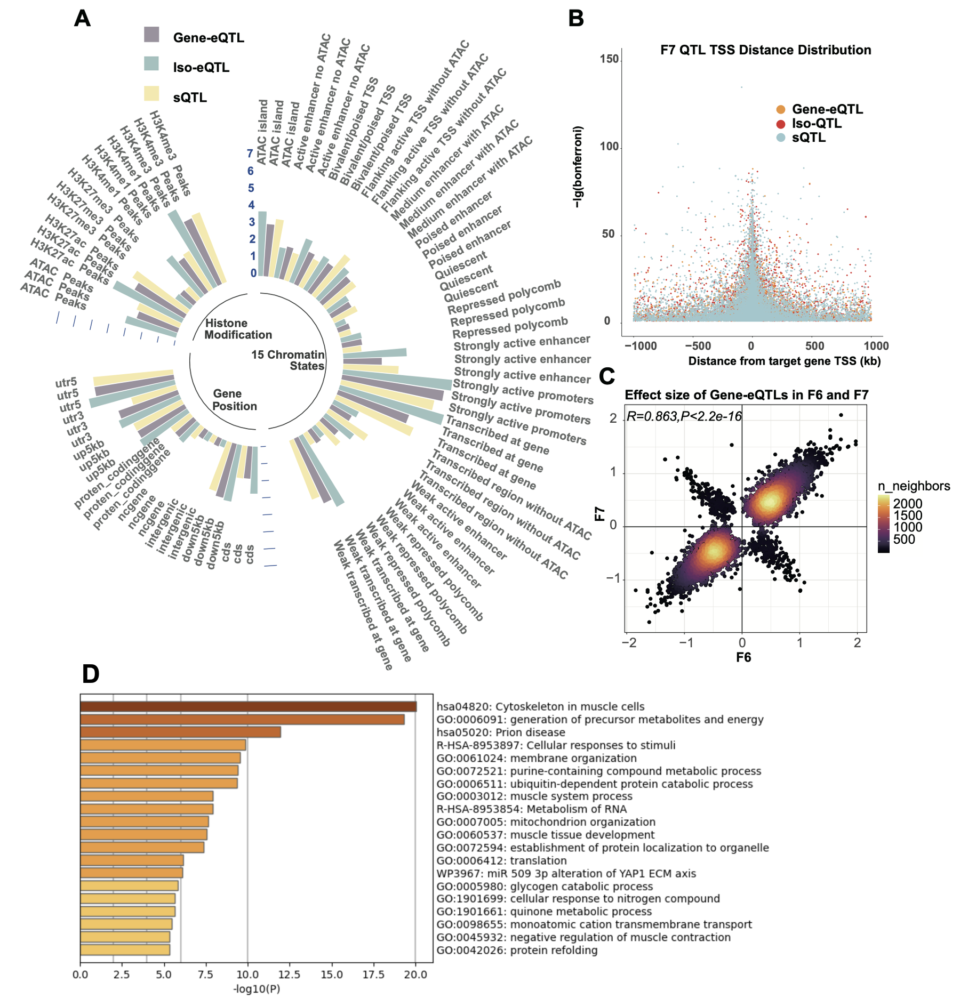 A
Gene-eQTL
Iso-eQTL
sQTL
7
6
5
4
3
2
1
0
ATAC island
ATAC island
ATAC island
Active enhancer no ATAC
Active enhancer no ATAC
Active enhancer no ATAC
Bivalent/poised TSS
Bivalent/poised TSS
Bivalent/poised TSS
Flanking active TSS without ATAC
Flanking active TSS without ATAC
Flanking active TSS without ATAC
Medium enhancer with ATAC
Medium enhancer with ATAC
Medium enhancer with ATAC
Poised enhancer
Poised enhancer
Poised enhancer
Quiescent
Quiescent
Quiescent
Repressed polycomb
Repressed polycomb
Repressed polycomb
Strongly active enhancer
Strongly active enhancer
Strongly active enhancer
Strongly active promoters
Strongly active promoters
Strongly active promoters
Transcribed at gene
Transcribed at gene
Transcribed at gene
Transcribed region without ATAC
Transcribed region without ATAC
Transcribed region without ATAC
Weak active enhancer
Weak active enhancer
Weak active enhancer
Weak repressed polycomb
Weak repressed polycomb
Weak repressed polycomb
Weak transcribed at gene
Weak transcribed at gene
Weak transcribed at gene
cds
cds
cds
down5kb
down5kb
down5kb
intergenic
intergenic
intergenic
ncgene
ncgene
ncgene
proten_codinggene
proten_codinggene
proten_codinggene
up5kb
up5kb
up5kb
utr3
utr3
utr3
utr5
utr5
utr5
ATAC Peaks
ATAC Peaks
ATAC Peaks
H3K27ac Peaks
H3K27ac Peaks
H3K27ac Peaks
H3K27me3 Peaks
H3K27me3 Peaks
H3K27me3 Peaks
H3K4me1 Peaks
H3K4me1 Peaks
H3K4me1 Peaks
H3K4me3 Peaks
H3K4me3 Peaks
H3K4me3 Peaks
Histone
Modification
15 Chromatin
States
Gene
Position
B
F7 QTL TSS Distance Distribution
Gene-eQTL
Iso-QTL
sQTL
−lg(bonferroni)
150
100
50
0
−1000
−500
0
500
1000
Distance from target gene TSS (kb)
C
Effect size of Gene-eQTLs in F6 and F7
R=0.863,P<2.2e-16
F7
2
1
0
−1
−2
−1
0
1
2
F6
n_neighbors
2000
1500
1000
500
D
hsa04820: Cytoskeleton in muscle cells
GO:0006091: generation of precursor metabolites and energy
hsa05020: Prion disease
R-HSA-8953897: Cellular responses to stimuli
GO:0061024: membrane organization
GO:0072521: purine-containing compound metabolic process
GO:0006511: ubiquitin-dependent protein catabolic process
GO:0003012: muscle system process
R-HSA-8953854: Metabolism of RNA
GO:0007005: mitochondrion organization
GO:0060537: muscle tissue development
GO:0072594: establishment of protein localization to organelle
GO:0006412: translation
WP3967: miR 509 3p alteration of YAP1 ECM axis
GO:0005980: glycogen catabolic process
GO:1901699: cellular response to nitrogen compound
GO:1901661: quinone metabolic process
GO:0098655: monoatomic cation transmembrane transport
GO:0045932: negative regulation of muscle contraction
GO:0042026: protein refolding
0.0
2.5
5.0
7.5
10.0
12.5
15.0
17.5
20.0
-log10(P)